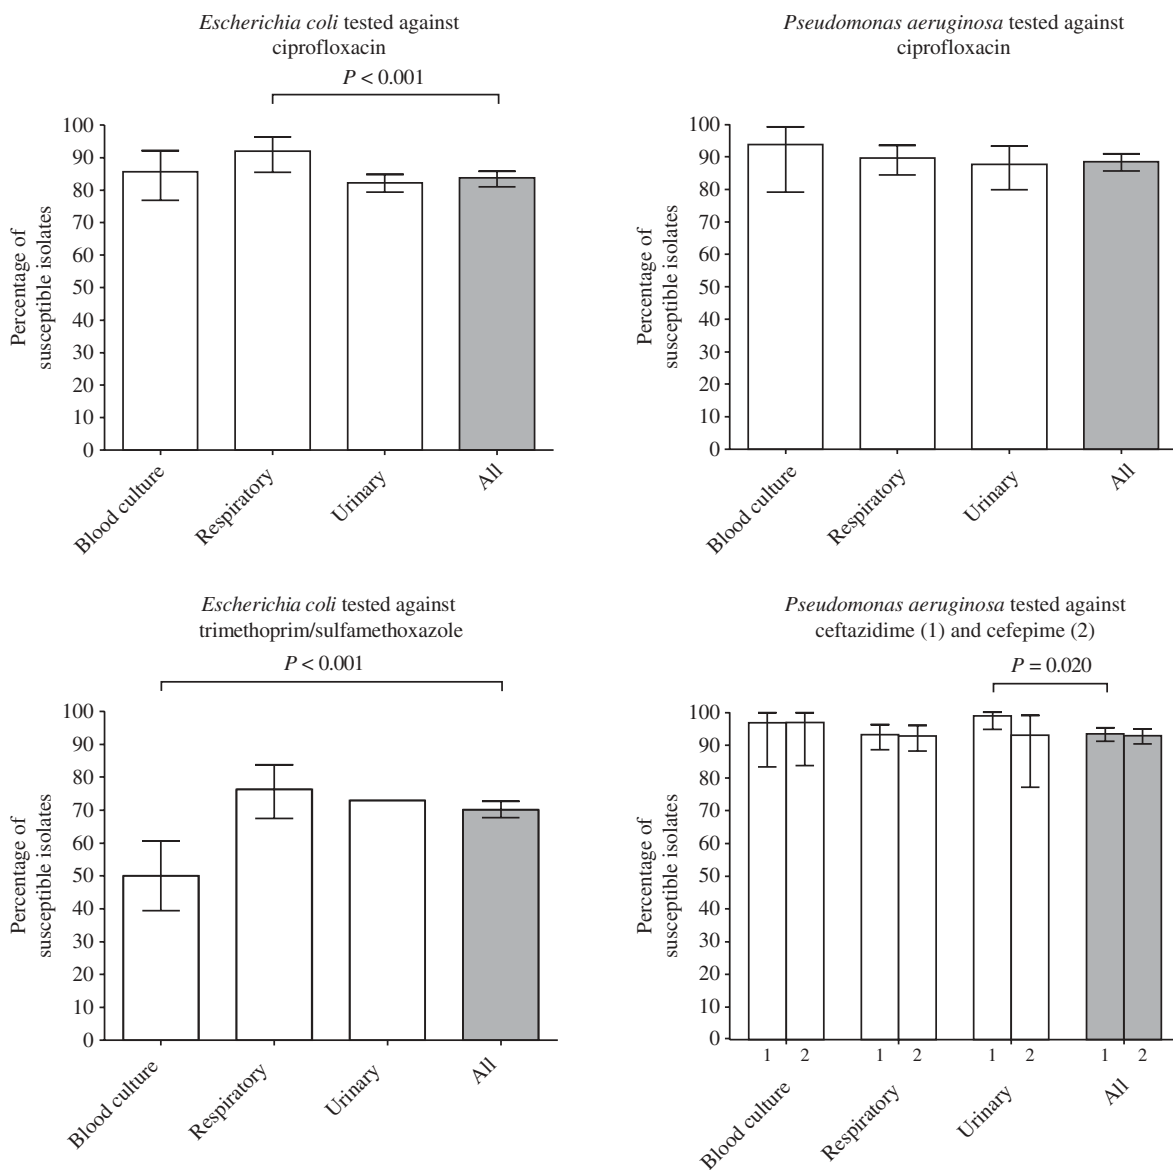 Escherichia coli tested against
ciprofloxacin
P < 0.001
100
90
80
70
60
50
40
30
20
10
0
Percentage of
susceptible isolates
Blood culture
Respiratory
Urinary
All
Pseudomonas aeruginosa tested against
ciprofloxacin
100
90
80
70
60
50
40
30
20
10
0
Percentage of
susceptible isolates
Blood culture
Respiratory
Urinary
All
Escherichia coli tested against
trimethoprim/sulfamethoxazole
P < 0.001
100
90
80
70
60
50
40
30
20
10
0
Percentage of
susceptible isolates
Blood culture
Respiratory
Urinary
All
Pseudomonas aeruginosa tested against
ceftazidime (1) and cefepime (2)
P = 0.020
100
90
80
70
60
50
40
30
20
10
0
Percentage of
susceptible isolates
1 2 1 2 1 2 1 2
Blood culture
Respiratory
Urinary
All